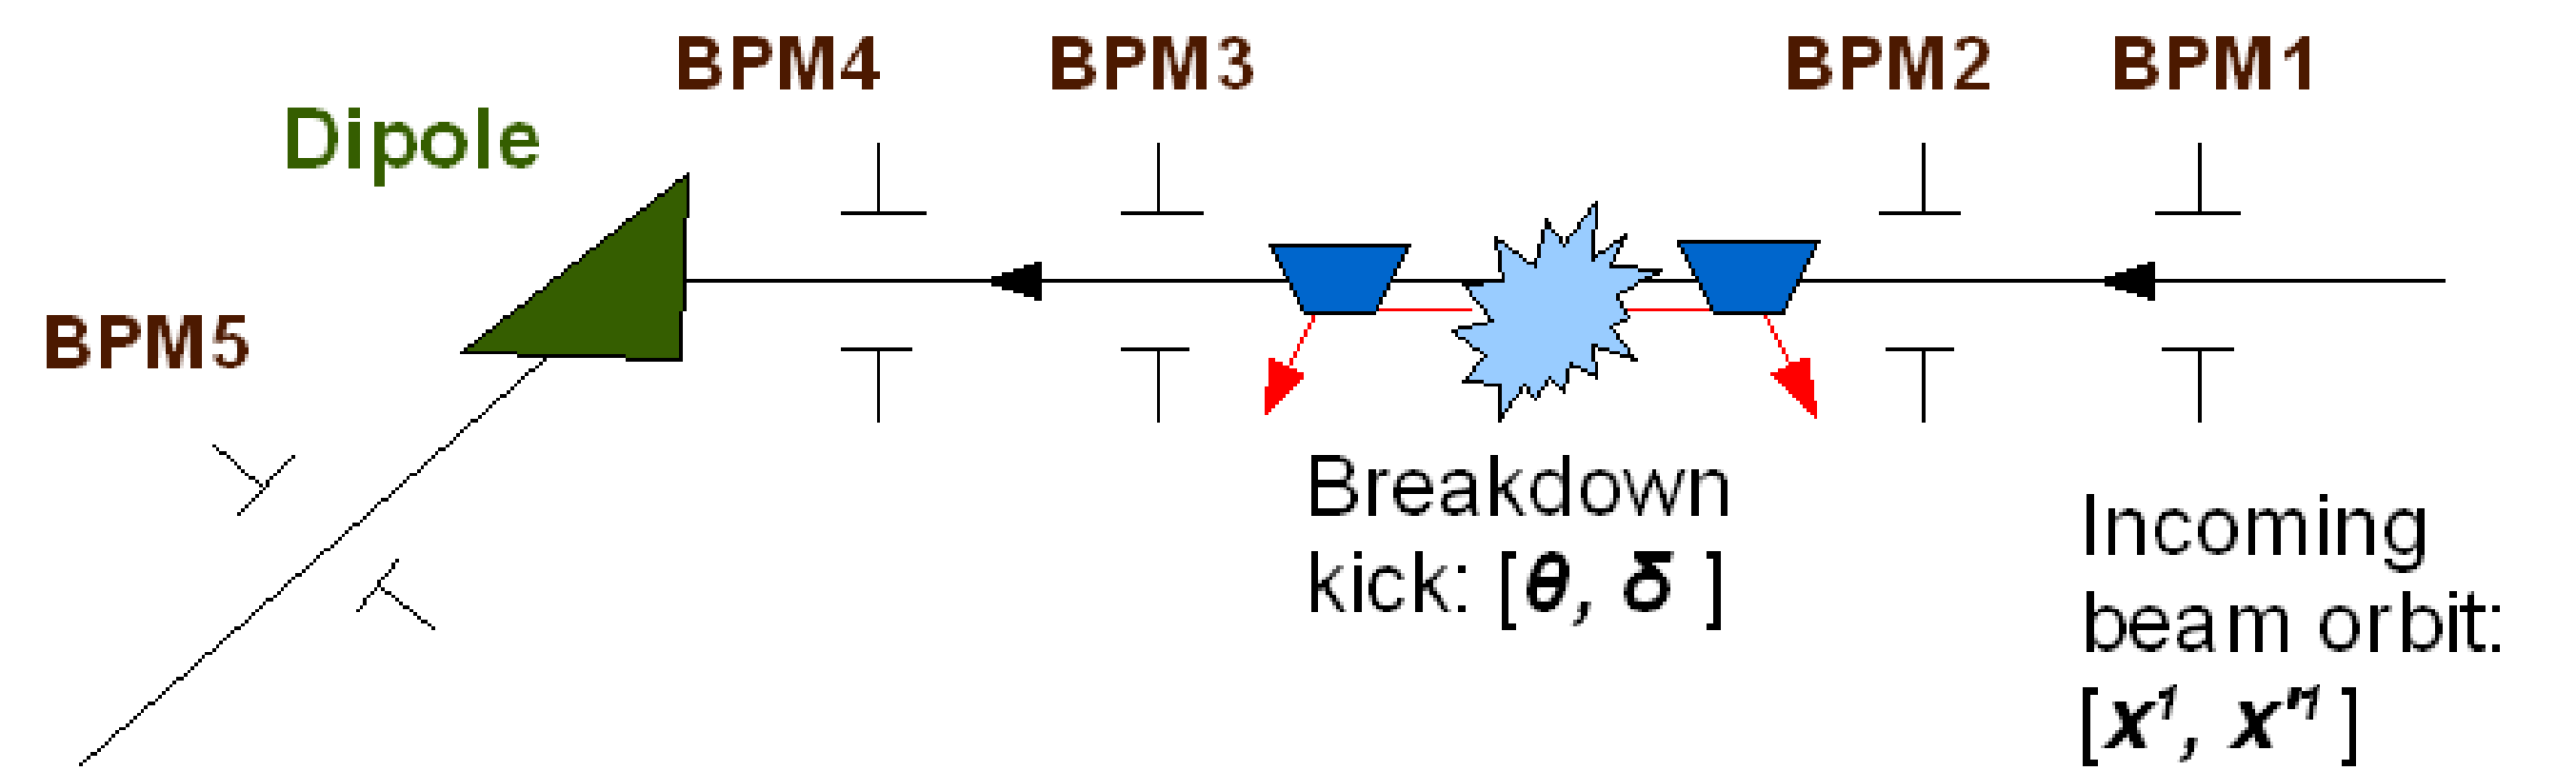 BPM4 BPM3 BPM2 BPM1
Dipole
BPM5
Breakdown
kick: [θ, δ ]
Incoming
beam orbit:
[x¹, x'¹ ]